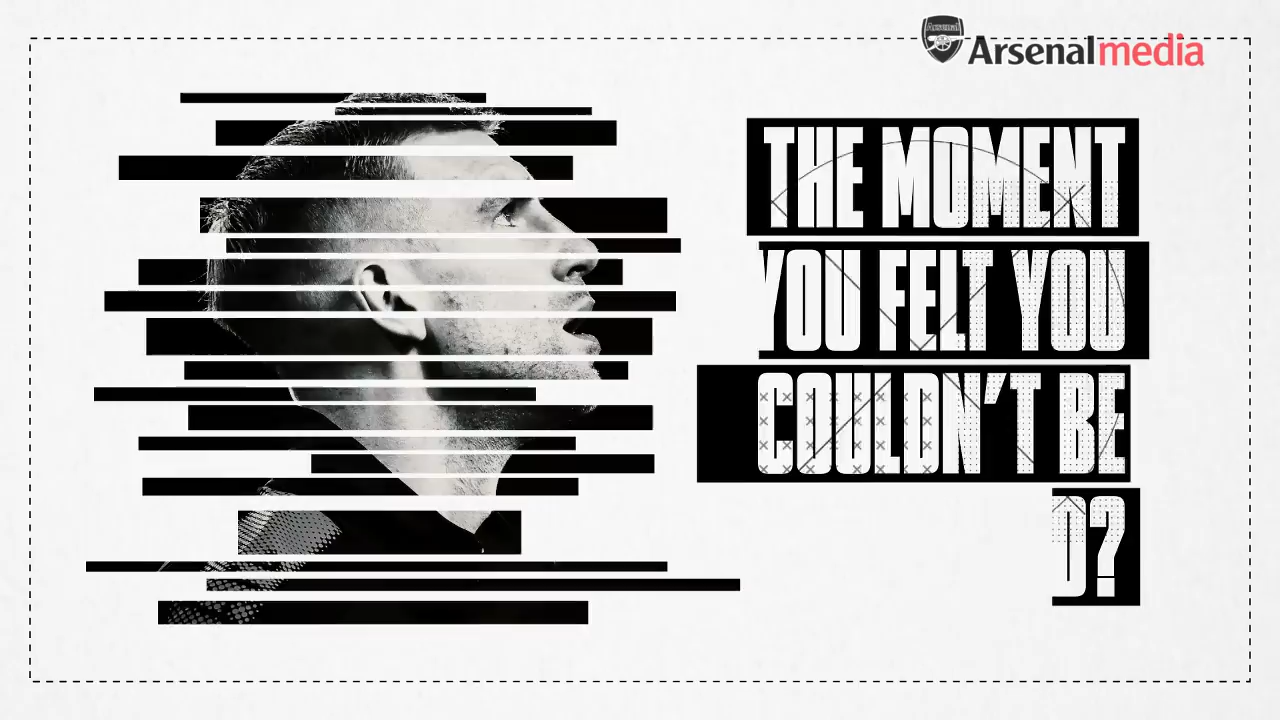 Arsenal
Arsenalmedia
THE MOMENT
YOU FELT YOU
COULDN'T BE
D?